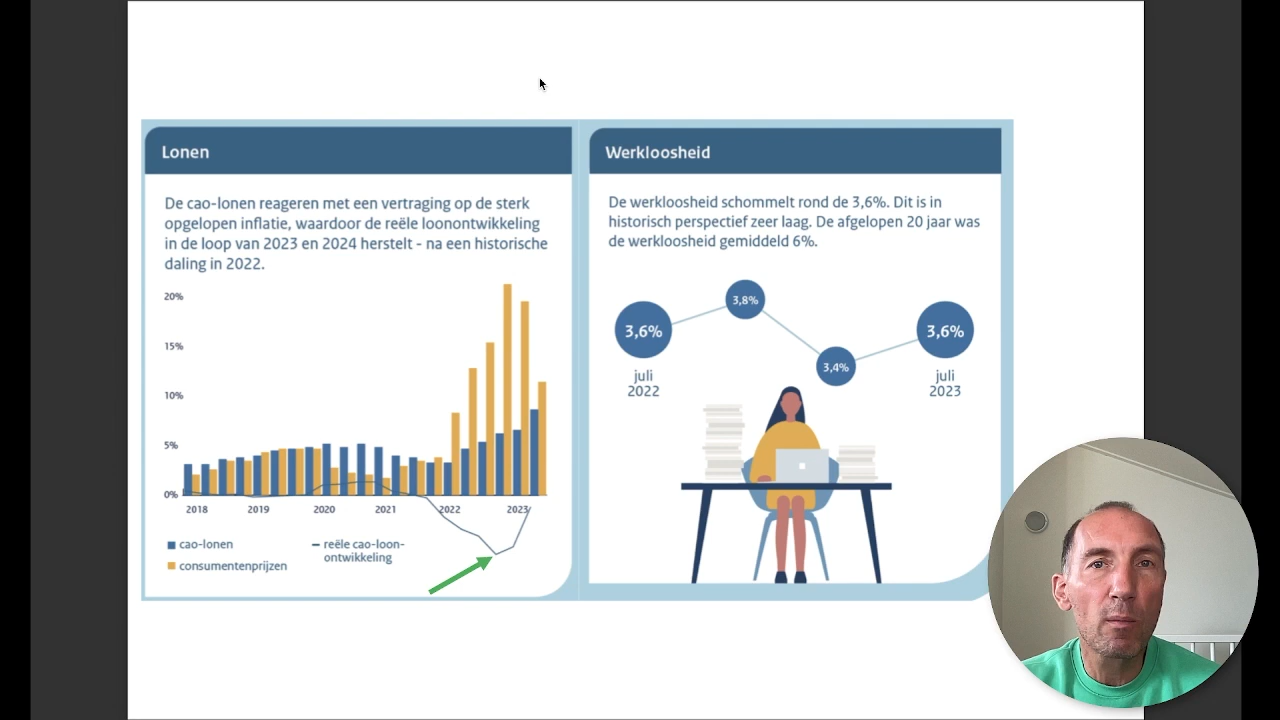 Lonen
De cao-lonen reageren met een vertraging op de sterk
opgelopen inflatie, waardoor de reële loonontwikkeling
in de loop van 2023 en 2024 herstelt - na een historische
daling in 2022.
20%
15%
10%
5%
0%
2018 2019 2020 2021 2022 2023
cao-lonen
consumentenprijzen
reële cao-loon-
ontwikkeling
Werkloosheid
De werkloosheid schommelt rond de 3,6%. Dit is in
historisch perspectief zeer laag. De afgelopen 20 jaar was
de werkloosheid gemiddeld 6%.
3,6%
3,8%
3,4%
3,6%
juli
2022
juli
2023